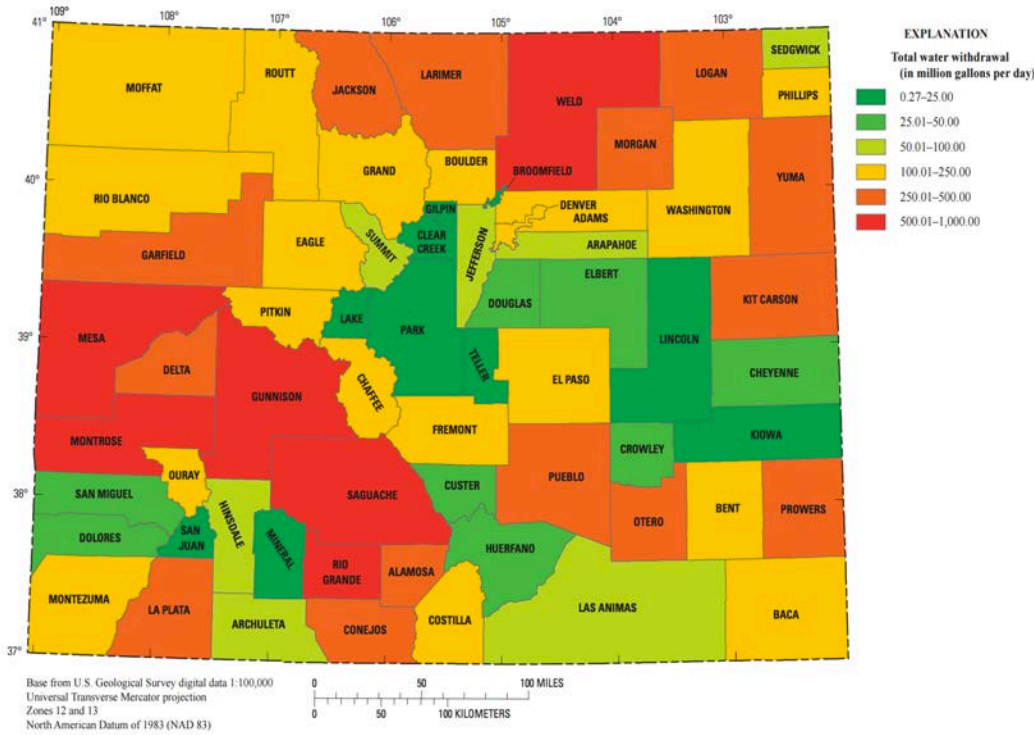 109°
108°
107°
106°
105°
104°
103°
41°
40°
39°
38°
37°
EXPLANATION
Total water withdrawal
(in million gallons per day)
0.27–25.00
25.01–50.00
50.01–100.00
100.01–250.00
250.01–500.00
500.01–1,000.00
SEDGWICK
MOFFAT
ROUTT
JACKSON
LARIMER
WELD
LOGAN
PHILLIPS
MORGAN
GRAND
BOULDER
BROOMFIELD
YUMA
RIO BLANCO
GILPIN
DENVER
ADAMS
WASHINGTON
GARFIELD
EAGLE
SUMMIT
CLEAR
CREEK
JEFFERSON
ARAPAHOE
ELBERT
DOUGLAS
KIT CARSON
MESA
PITKIN
LAKE
PARK
LINCOLN
DELTA
TELLER
EL PASO
CHEYENNE
GUNNISON
CHAFFEE
MONTROSE
FREMONT
CROWLEY
KIOWA
OURAY
PUEBLO
SAN MIGUEL
HINSDALE
SAGUACHE
CUSTER
OTERO
BENT
PROWERS
DOLORES
SAN
JUAN
MINERAL
HUERFANO
RIO
GRANDE
ALAMOSA
MONTEZUMA
LA PLATA
ARCHULETA
CONEJOS
COSTILLA
LAS ANIMAS
BACA
Base from U.S. Geological Survey digital data 1:100,000
Universal Transverse Mercator projection
Zones 12 and 13
North American Datum of 1983 (NAD 83)
0 50 100 MILES
0 50 100 KILOMETERS